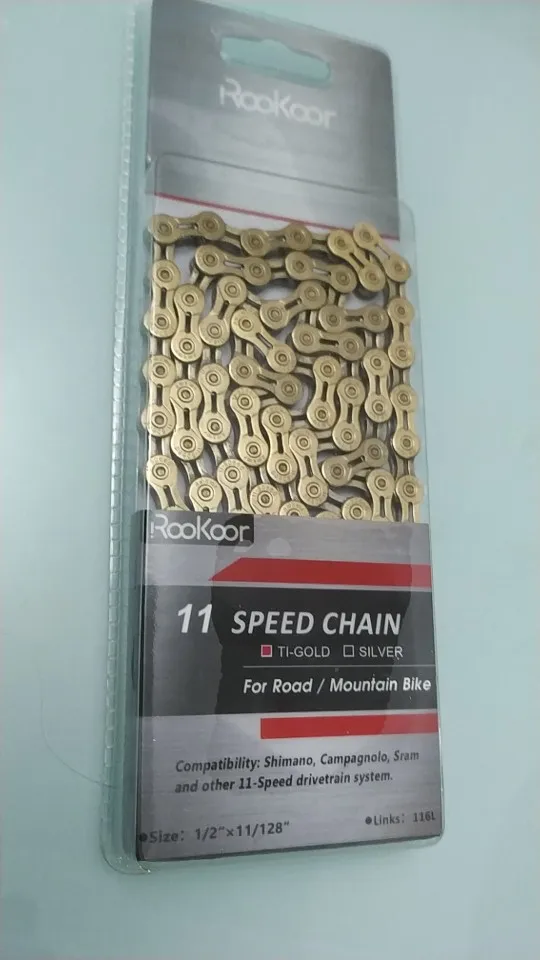 RooKoor
RooKoor
11 SPEED CHAIN
TI-GOLD SILVER
For Road / Mountain Bike
Compatibility: Shimano, Campagnolo, Sram
and other 11-Speed drivetrain system.
●Size: 1/2"×11/128" ●Links: 116L